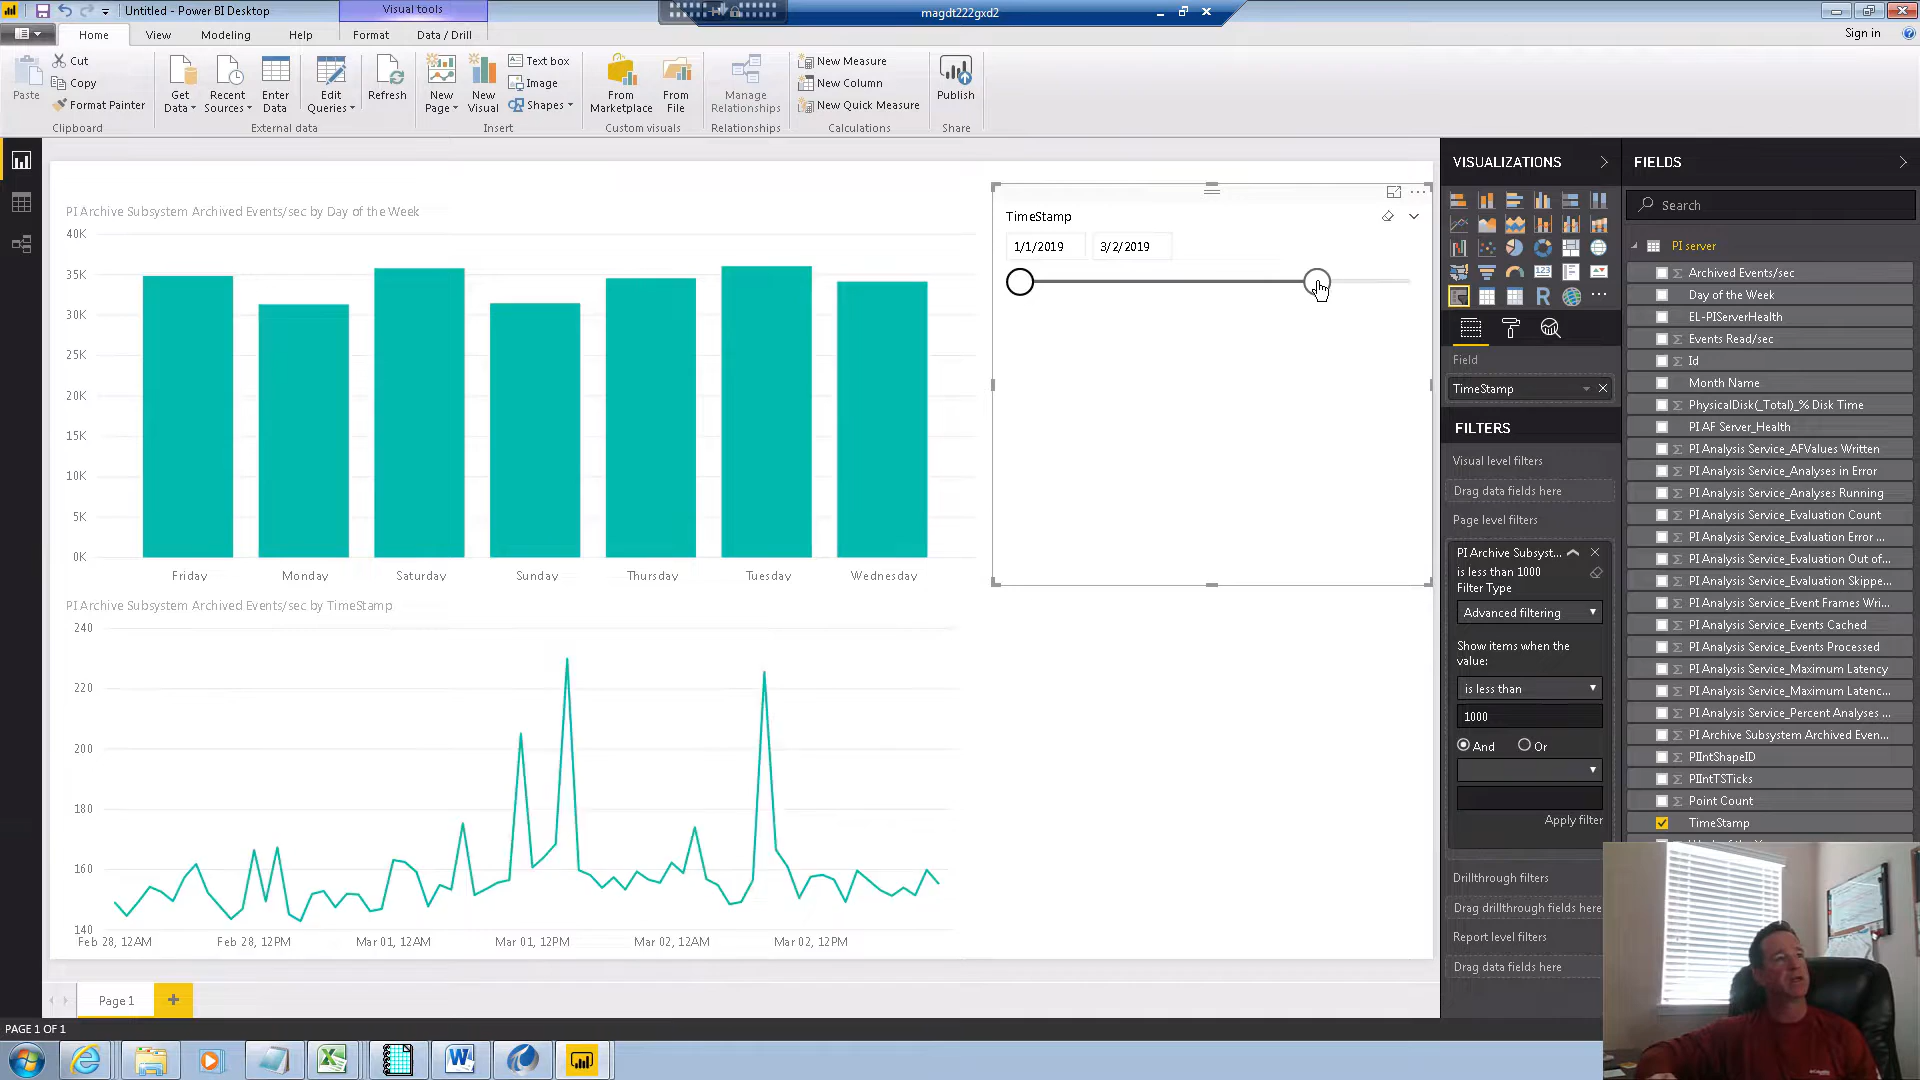 Untitled - Power BI Desktop
Visual tools
magdt222gxd2
Home
View
Modeling
Help
Format
Data / Drill
Sign in
Paste
Cut
Copy
Format Painter
Clipboard
Get Data
Recent Sources
Enter Data
Edit Queries
Refresh
External data
New Page
New Visual
Text box
Image
Shapes
Insert
From Marketplace
From File
Custom visuals
Manage Relationships
Relationships
New Measure
New Column
New Quick Measure
Calculations
Publish
Share
PI Archive Subsystem Archived Events/sec by Day of the Week
40K
35K
30K
25K
20K
15K
10K
5K
0K
Friday
Monday
Saturday
Sunday
Thursday
Tuesday
Wednesday
PI Archive Subsystem Archived Events/sec by TimeStamp
240
220
200
180
160
140
Feb 28, 12AM
Feb 28, 12PM
Mar 01, 12AM
Mar 01, 12PM
Mar 02, 12AM
Mar 02, 12PM
TimeStamp
1/1/2019
3/2/2019
VISUALIZATIONS
Field
TimeStamp
FILTERS
Visual level filters
Drag data fields here
Page level filters
PI Archive Subsyst...
is less than 1000
Filter Type
Advanced filtering
Show items when the
value:
is less than
1000
And
Or
Apply filter
Drillthrough filters
Drag drillthrough fields here
Report level filters
Drag data fields here
FIELDS
Search
PI server
Archived Events/sec
Day of the Week
EL-PIServerHealth
Events Read/sec
Id
Month Name
PhysicalDisk(_Total)_% Disk Time
PI AF Server_Health
PI Analysis Service_AFValues Written
PI Analysis Service_Analyses in Error
PI Analysis Service_Analyses Running
PI Analysis Service_Evaluation Count
PI Analysis Service_Evaluation Error ...
PI Analysis Service_Evaluation Out of...
PI Analysis Service_Evaluation Skippe...
PI Analysis Service_Event Frames Wri...
PI Analysis Service_Events Cached
PI Analysis Service_Events Processed
PI Analysis Service_Maximum Latency
PI Analysis Service_Maximum Latenc...
PI Analysis Service_Percent Analyses ...
PI Archive Subsystem Archived Even...
PIIntShapeID
PIIntTSTicks
Point Count
TimeStamp
Page 1
PAGE 1 OF 1